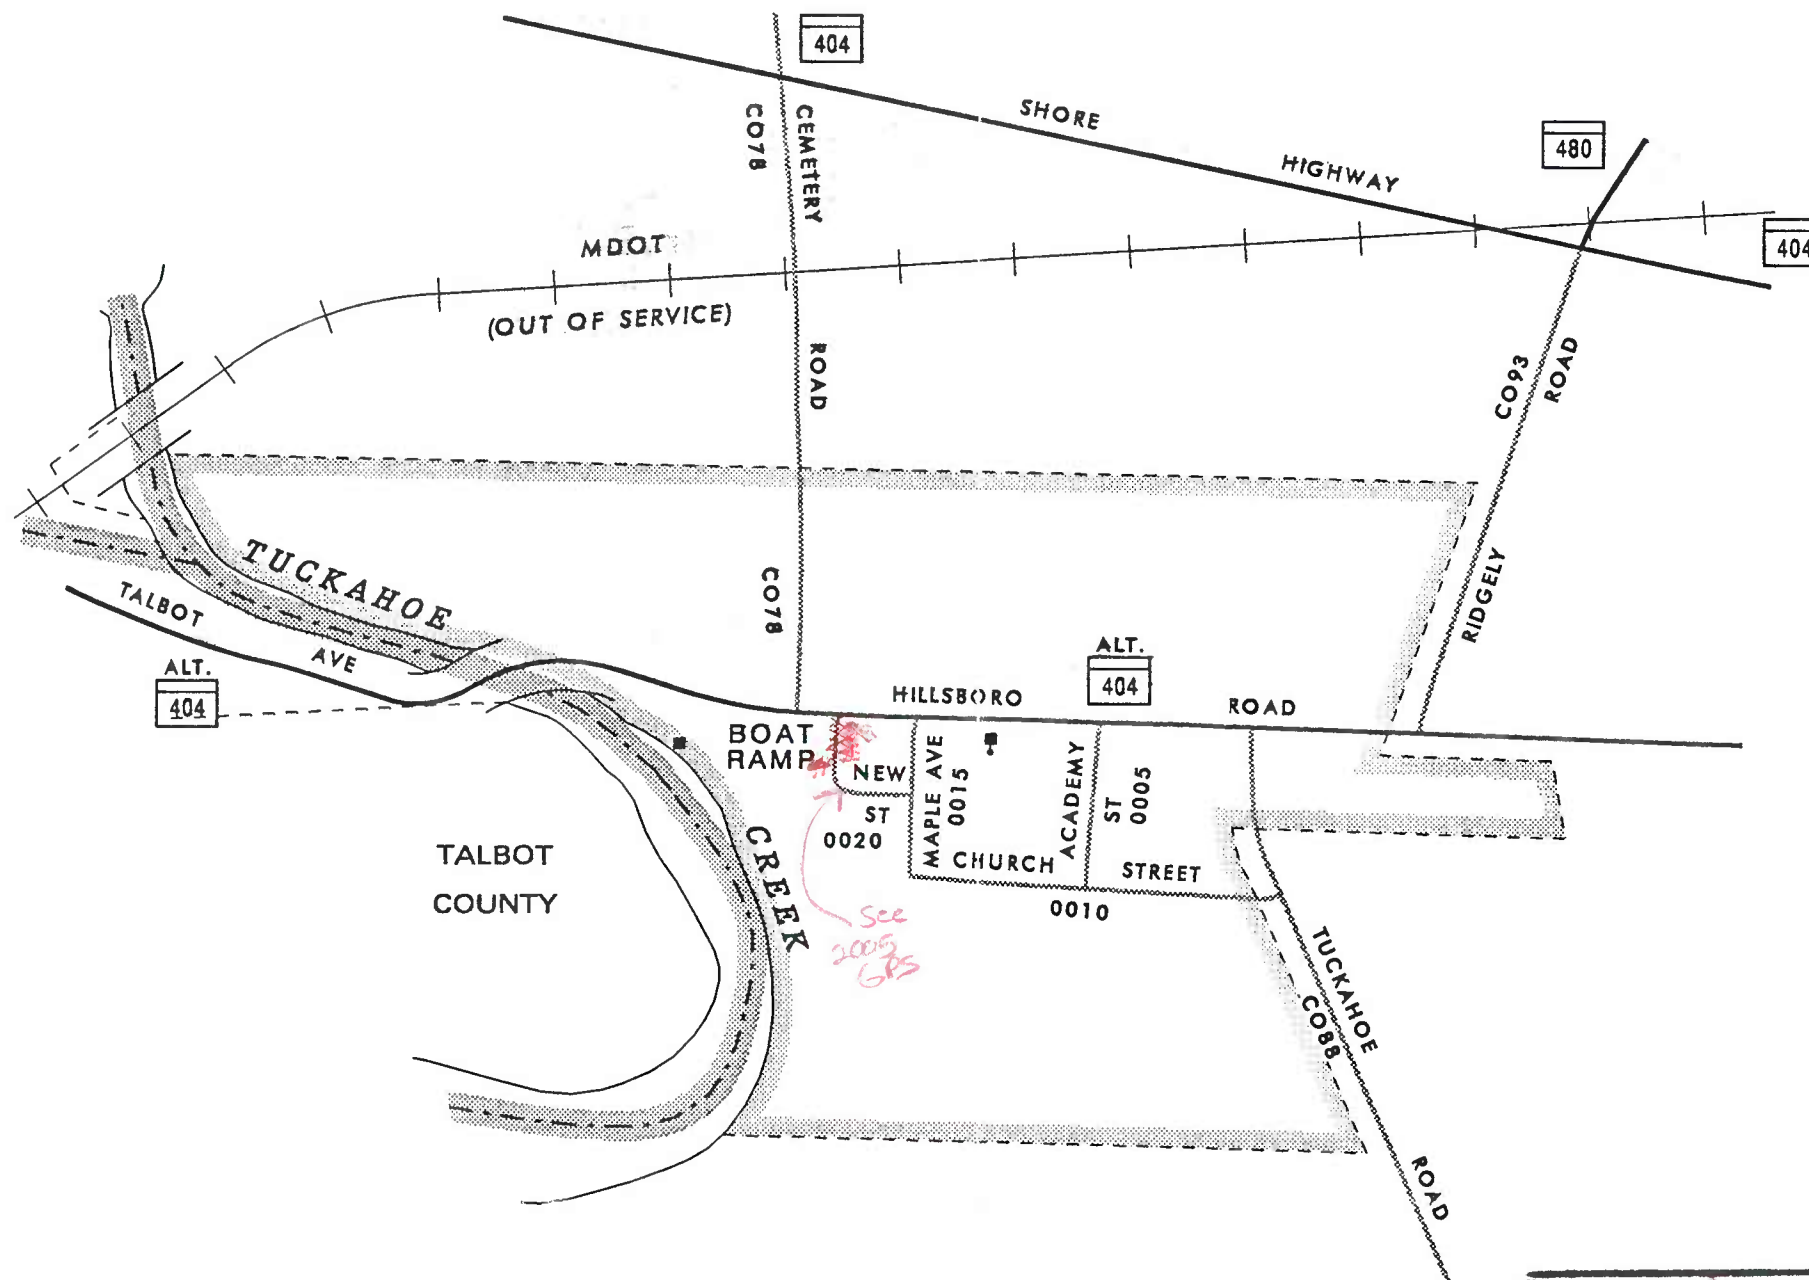 404
SHORE
HIGHWAY
480
404
CO78
CEMETERY
ROAD
MDOT
(OUT OF SERVICE)
CO93
ROAD
RIDGELY
CO78
TUCKAHOE
TALBOT
AVE
ALT.
404
ALT.
404
HILLSBORO
ROAD
BOAT
RAMP
NEW
ST
0020
MAPLE AVE
0015
ACADEMY
ST
0005
CHURCH
STREET
0010
CREEK
TALBOT
COUNTY
See
2005
GPS
TUCKAHOE
CO88
ROAD